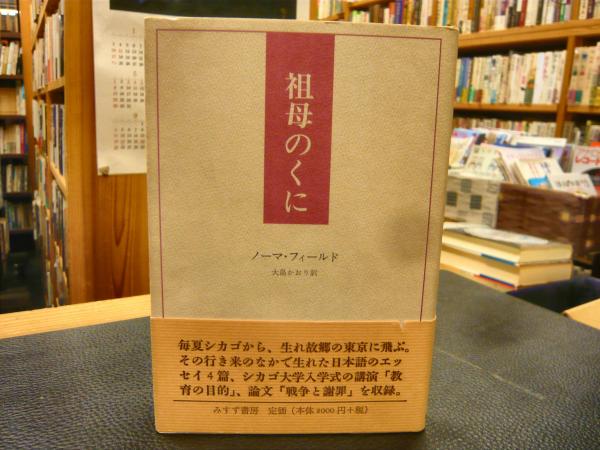 祖母のくに
ノーマ・フィールド
大島かおり訳
毎夏シカゴから、生れ故郷の東京に飛ぶ。
その行き来のなかで生れた日本語のエッ
セイ4篇、シカゴ大学入学式の講演「教
育の目的」、論文「戦争と謝罪」を収録。
みすず書房 定価（本体2000円+税）